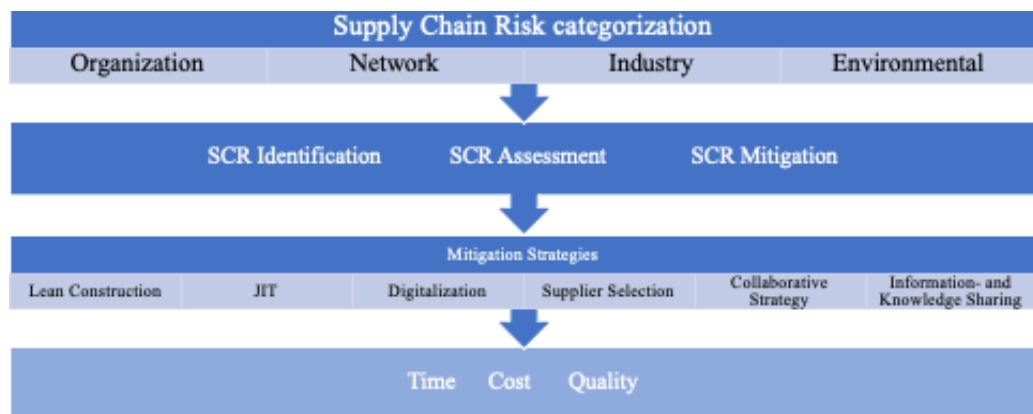 Supply Chain Risk categorization
Organization Network Industry Environmental
SCR Identification SCR Assessment SCR Mitigation
Mitigation Strategies
Lean Construction JIT Digitalization Supplier Selection Collaborative Strategy Information- and Knowledge Sharing
Time Cost Quality